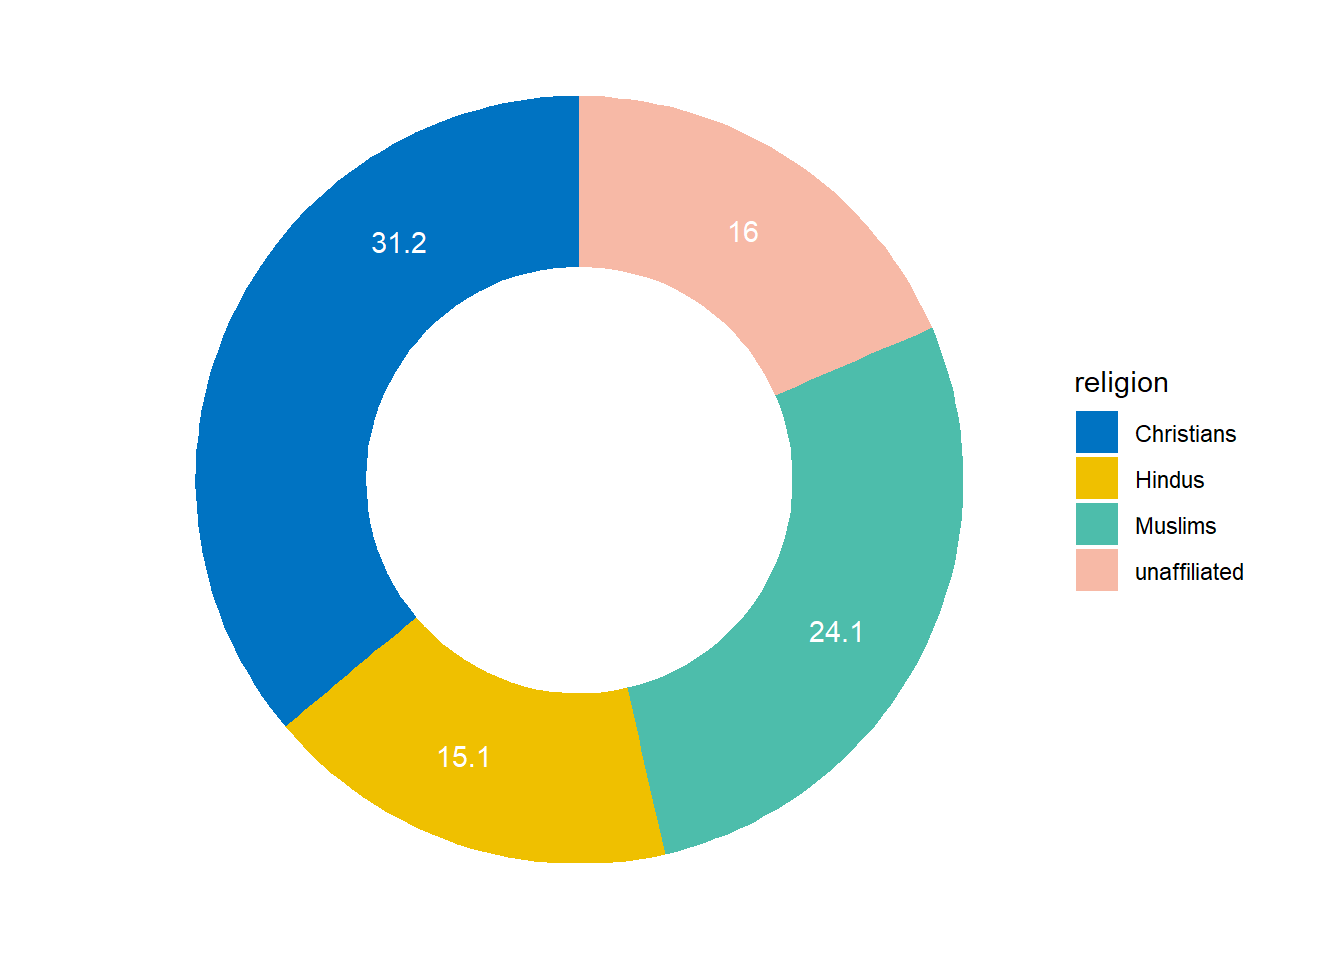 16
31.2
24.1
15.1
religion
Christians
Hindus
Muslims
unaffiliated